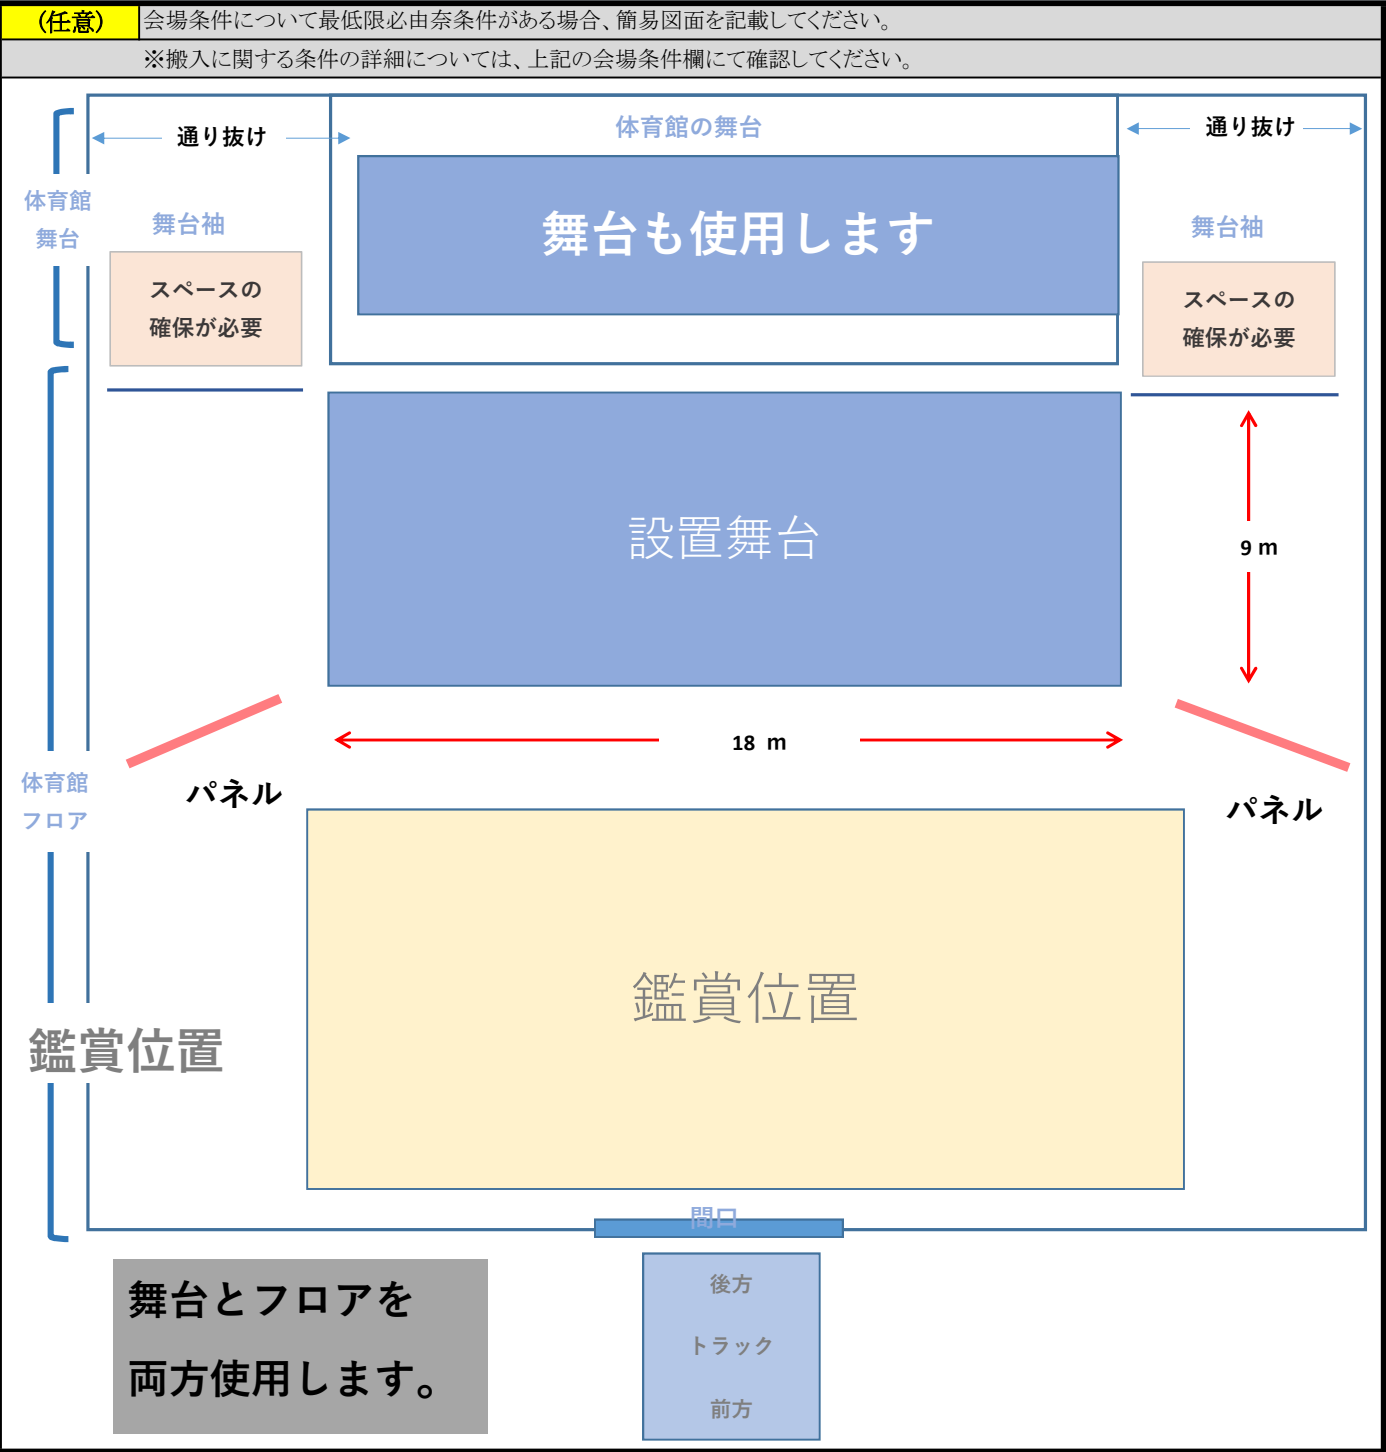 (任意) 会場条件について最低限必由奈条件がある場合、簡易図面を記載してください。
※搬入に関する条件の詳細については、上記の会場条件欄にて確認してください。
通り抜け
体育館の舞台
通り抜け
体育館
舞台
舞台袖
舞台も使用します
舞台袖
スペースの
確保が必要
スペースの
確保が必要
設置舞台
9 m
18 m
体育館
フロア
パネル
パネル
鑑賞位置
鑑賞位置
間口
後方
トラック
前方
舞台とフロアを
両方使用します。